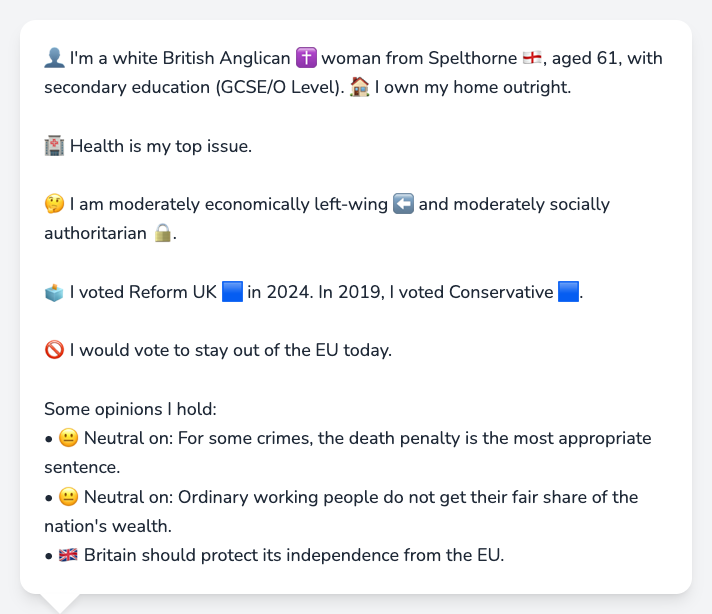 👤 I'm a white British Anglican ✝️ woman from Spelthorne 🏴󠁧󠁢󠁥󠁮󠁧󠁿, aged 61, with
secondary education (GCSE/O Level). 🏠 I own my home outright.
🏥 Health is my top issue.
🤔 I am moderately economically left-wing ⬅️ and moderately socially
authoritarian 🔒.
🗳️ I voted Reform UK 🟦 in 2024. In 2019, I voted Conservative 🟦.
🚫 I would vote to stay out of the EU today.
Some opinions I hold:
• 😐 Neutral on: For some crimes, the death penalty is the most appropriate
sentence.
• 😐 Neutral on: Ordinary working people do not get their fair share of the
nation's wealth.
• 🇬🇧 Britain should protect its independence from the EU.